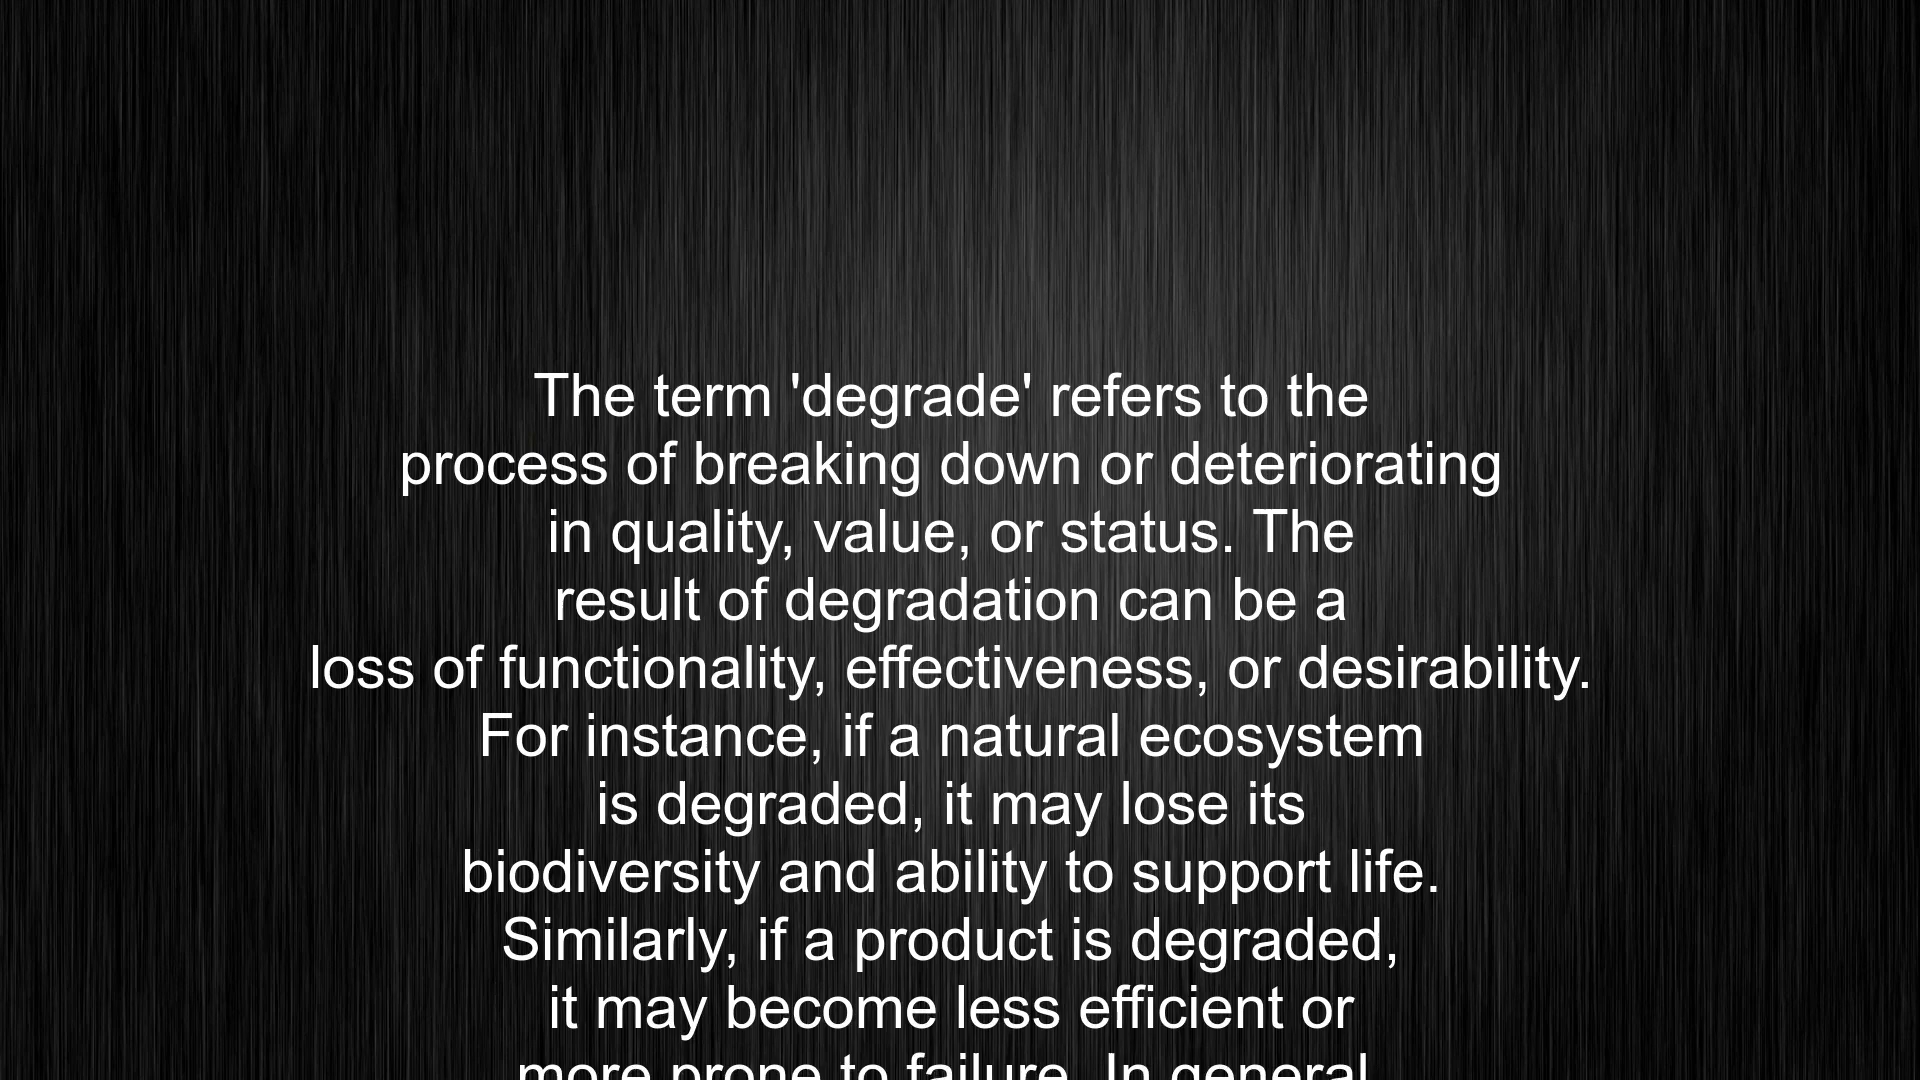 The term 'degrade' refers to the
process of breaking down or deteriorating
in quality, value, or status. The
result of degradation can be a
loss of functionality, effectiveness, or desirability.
For instance, if a natural ecosystem
is degraded, it may lose its
biodiversity and ability to support life.
Similarly, if a product is degraded,
it may become less efficient or
more prone to failure. In general